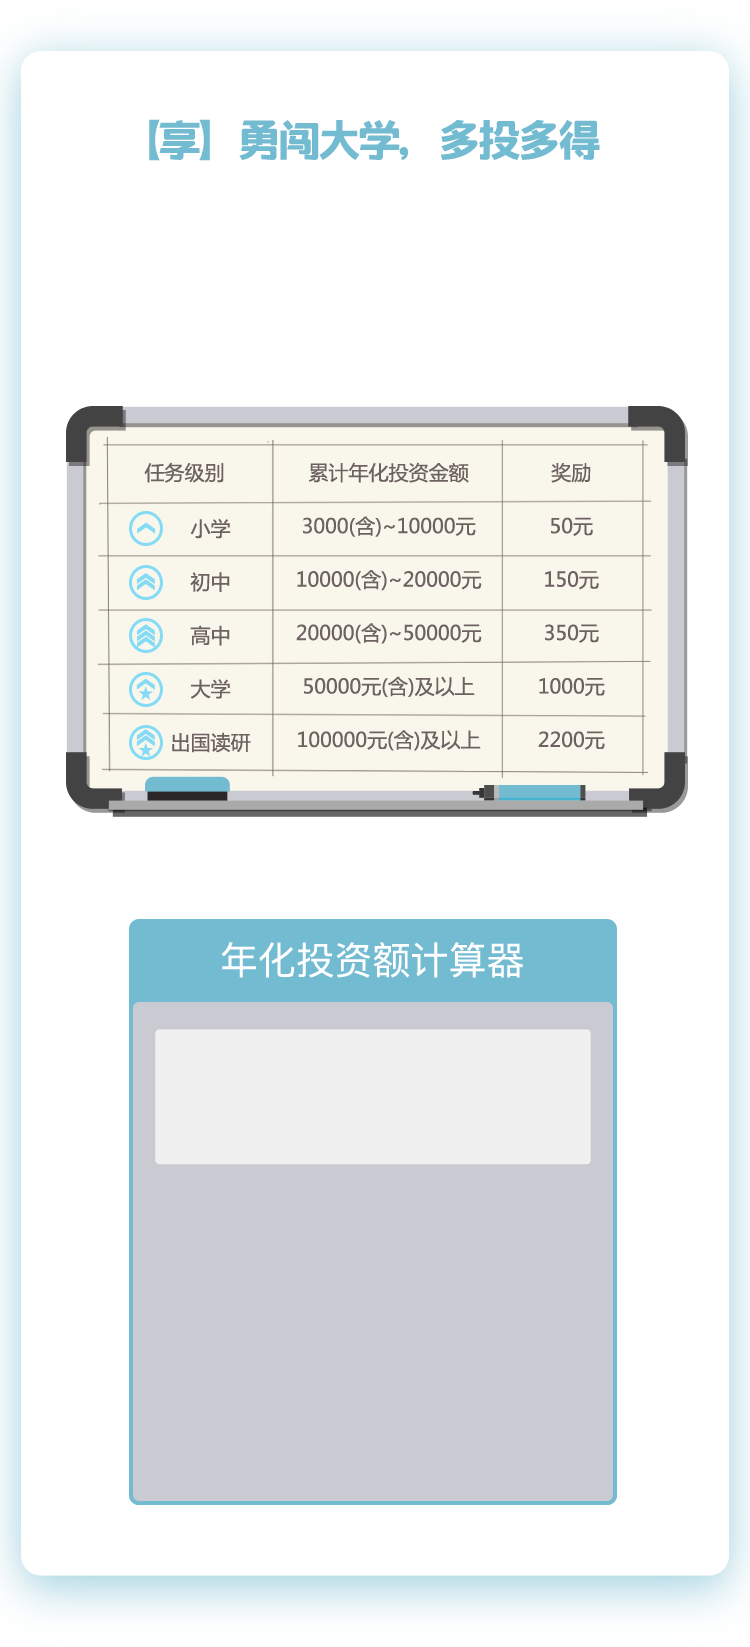 【享】勇闯大学，多投多得
任务级别 累计年化投资金额 奖励
小学 3000(含)~10000元 50元
初中 10000(含)~20000元 150元
高中 20000(含)~50000元 350元
大学 50000元(含)及以上 1000元
出国读研 100000元(含)及以上 2200元
年化投资额计算器